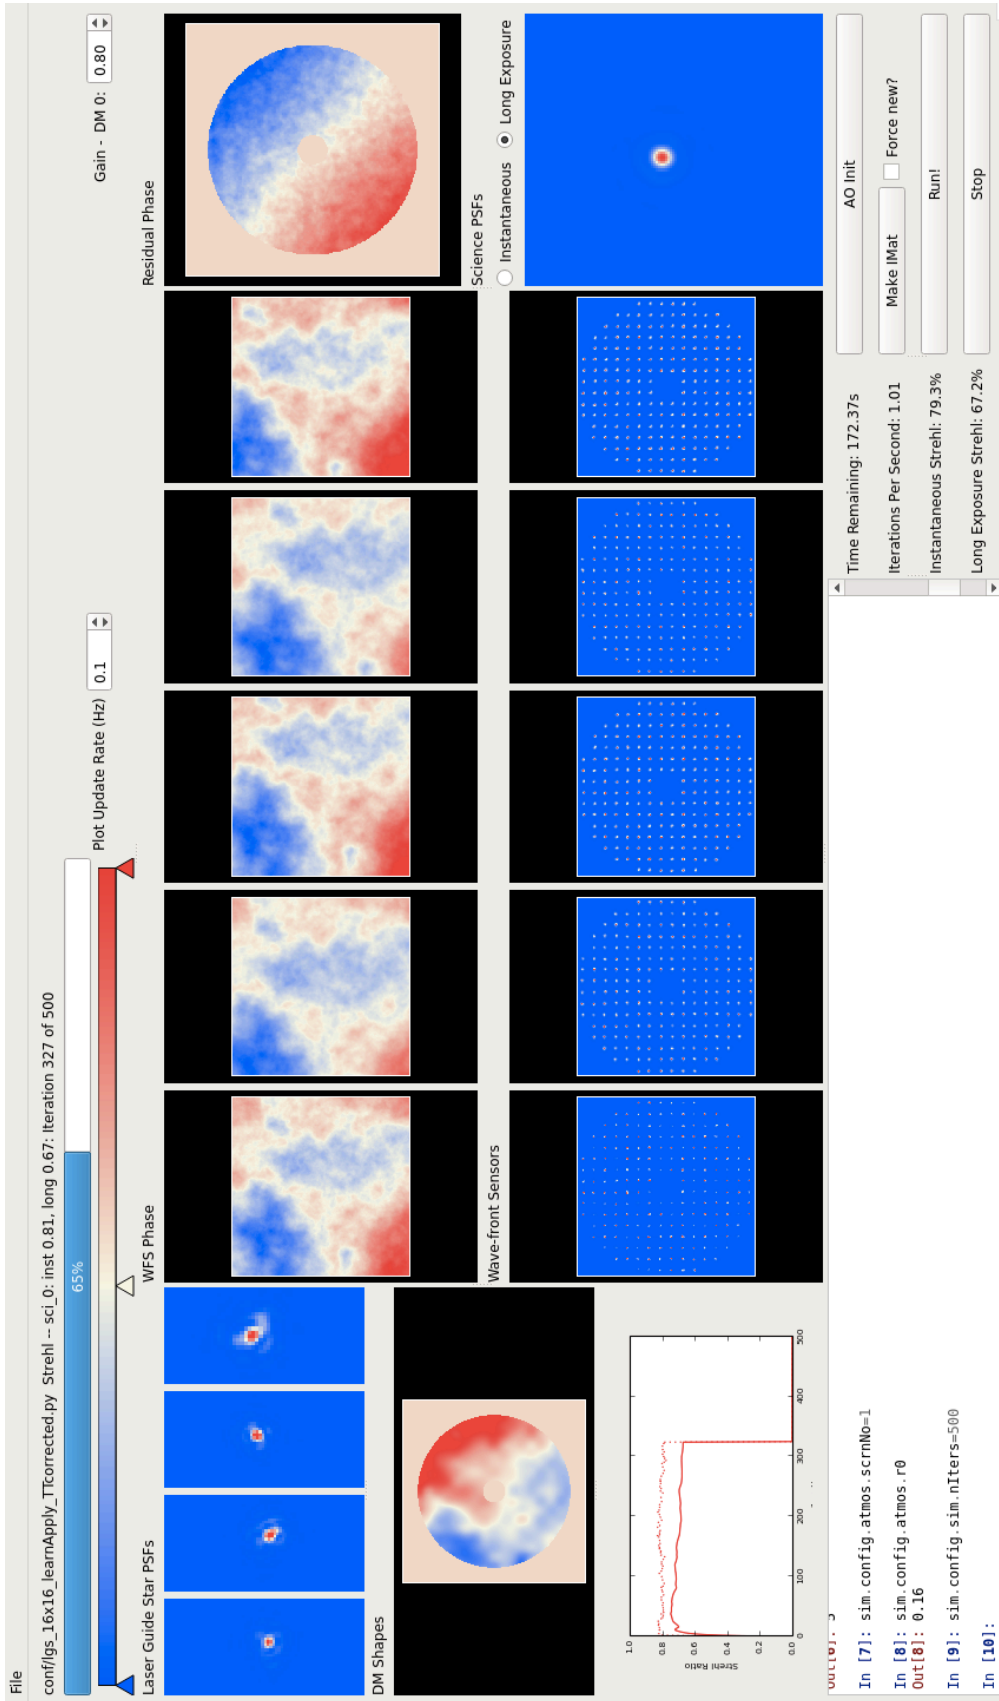 File
conf/lgs_16x16_learnApply_TTcorrected.py Strehl -- sci_0: inst 0.81, long 0.67: Iteration 327 of 500
65%
Plot Update Rate (Hz) 0.1
Gain - DM 0: 0.80
Laser Guide Star PSFs
WFS Phase
Residual Phase
DM Shapes
Wave-front Sensors
Science PSFs
Instantaneous
Long Exposure
Strehl Ratio
1.0
0.8
0.6
0.4
0.2
0.0
0
100
200
300
400
500
In [7]: sim.config.atmos.scrnNo=1
In [8]: sim.config.atmos.r0
Out[8]: 0.16
In [9]: sim.config.sim.nIters=500
In [10]:
Time Remaining: 172.37s
Iterations Per Second: 1.01
Instantaneous Strehl: 79.3%
Long Exposure Strehl: 67.2%
AO Init
Make IMat
Force new?
Run!
Stop